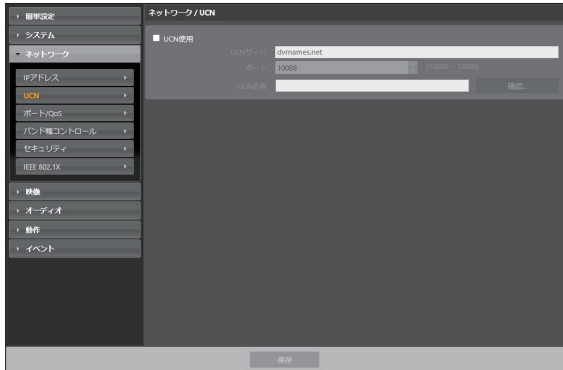 簡単設定
システム
ネットワーク
IPアドレス
UCN
ポート/QoS
バンド幅コントロール
セキュリティ
IEEE 802.1X
映像
オーディオ
動作
イベント
ネットワーク / UCN
UCN使用
UCNサーバ dvrnames.net
ポート 10088 (10000 ~ 12000)
UCN名称 確認...
保存